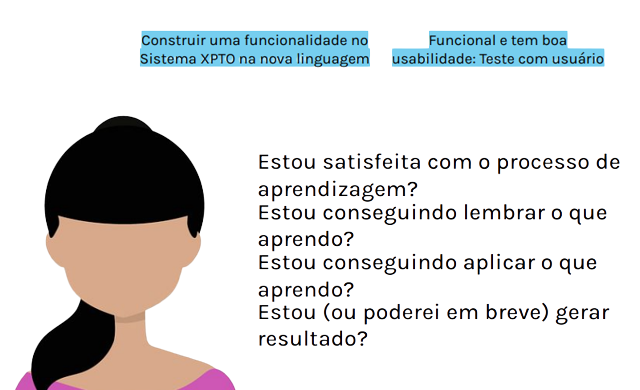 Construir uma funcionalidade no
Sistema XPTO na nova linguagem
Funcional e tem boa
usabilidade: Teste com usuário
Estou satisfeita com o processo de
aprendizagem?
Estou conseguindo lembrar o que
aprendo?
Estou conseguindo aplicar o que
aprendo?
Estou (ou poderei em breve) gerar
resultado?